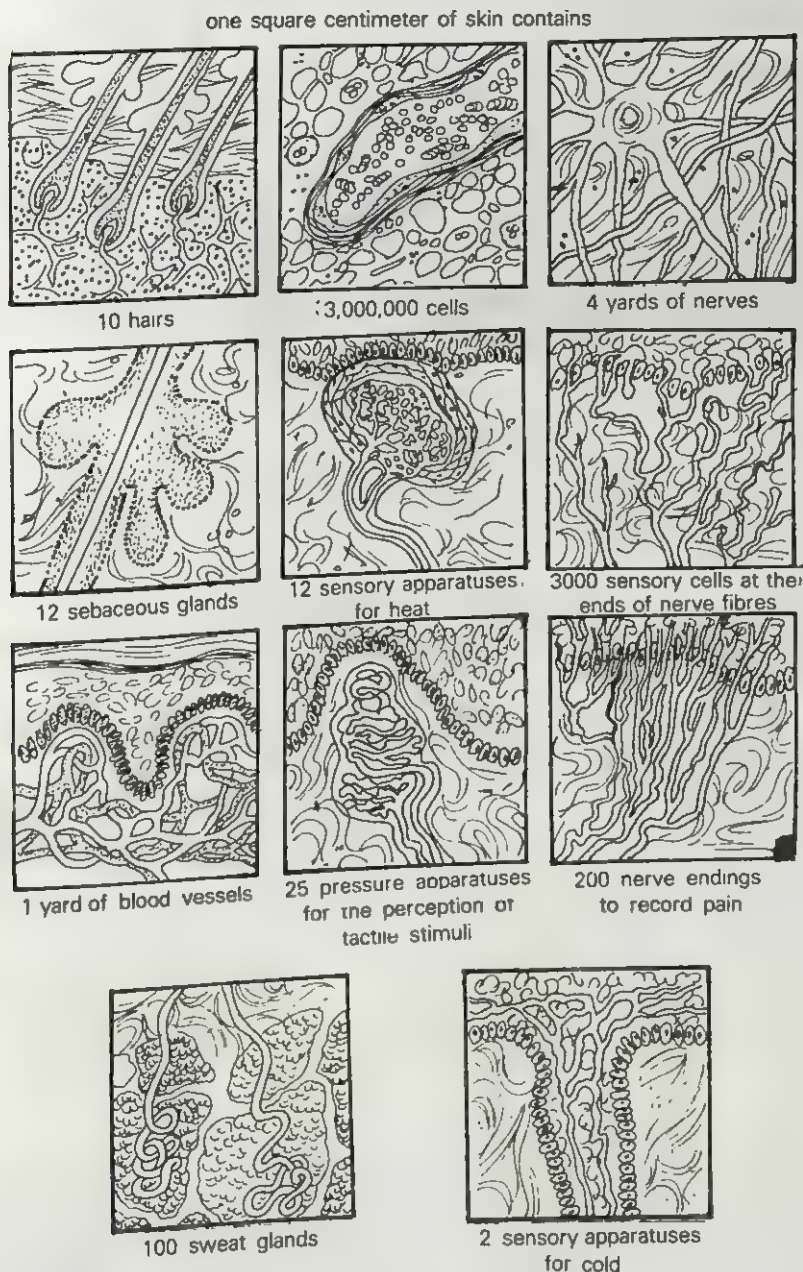 one square centimeter of skin contains
10 hairs
3,000,000 cells
4 yards of nerves
12 sebaceous glands
12 sensory apparatuses
for heat
3000 sensory cells at the
ends of nerve fibres
1 yard of blood vessels
25 pressure apparatuses
for the perception of
tactile stimuli
200 nerve endings
to record pain
100 sweat glands
2 sensory apparatuses
for cold